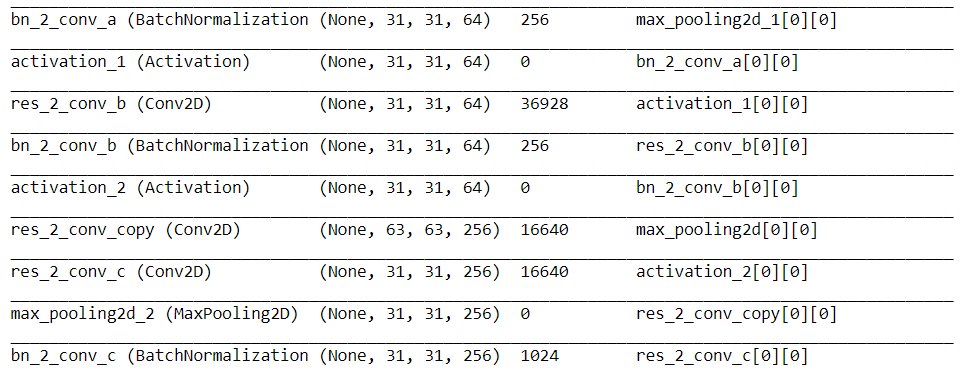 bn_2_conv_a (BatchNormalization (None, 31, 31, 64) 256 max_pooling2d_1[0][0]
activation_1 (Activation) (None, 31, 31, 64) 0 bn_2_conv_a[0][0]
res_2_conv_b (Conv2D) (None, 31, 31, 64) 36928 activation_1[0][0]
bn_2_conv_b (BatchNormalization (None, 31, 31, 64) 256 res_2_conv_b[0][0]
activation_2 (Activation) (None, 31, 31, 64) 0 bn_2_conv_b[0][0]
res_2_conv_copy (Conv2D) (None, 63, 63, 256) 16640 max_pooling2d[0][0]
res_2_conv_c (Conv2D) (None, 31, 31, 256) 16640 activation_2[0][0]
max_pooling2d_2 (MaxPooling2D) (None, 31, 31, 256) 0 res_2_conv_copy[0][0]
bn_2_conv_c (BatchNormalization (None, 31, 31, 256) 1024 res_2_conv_c[0][0]